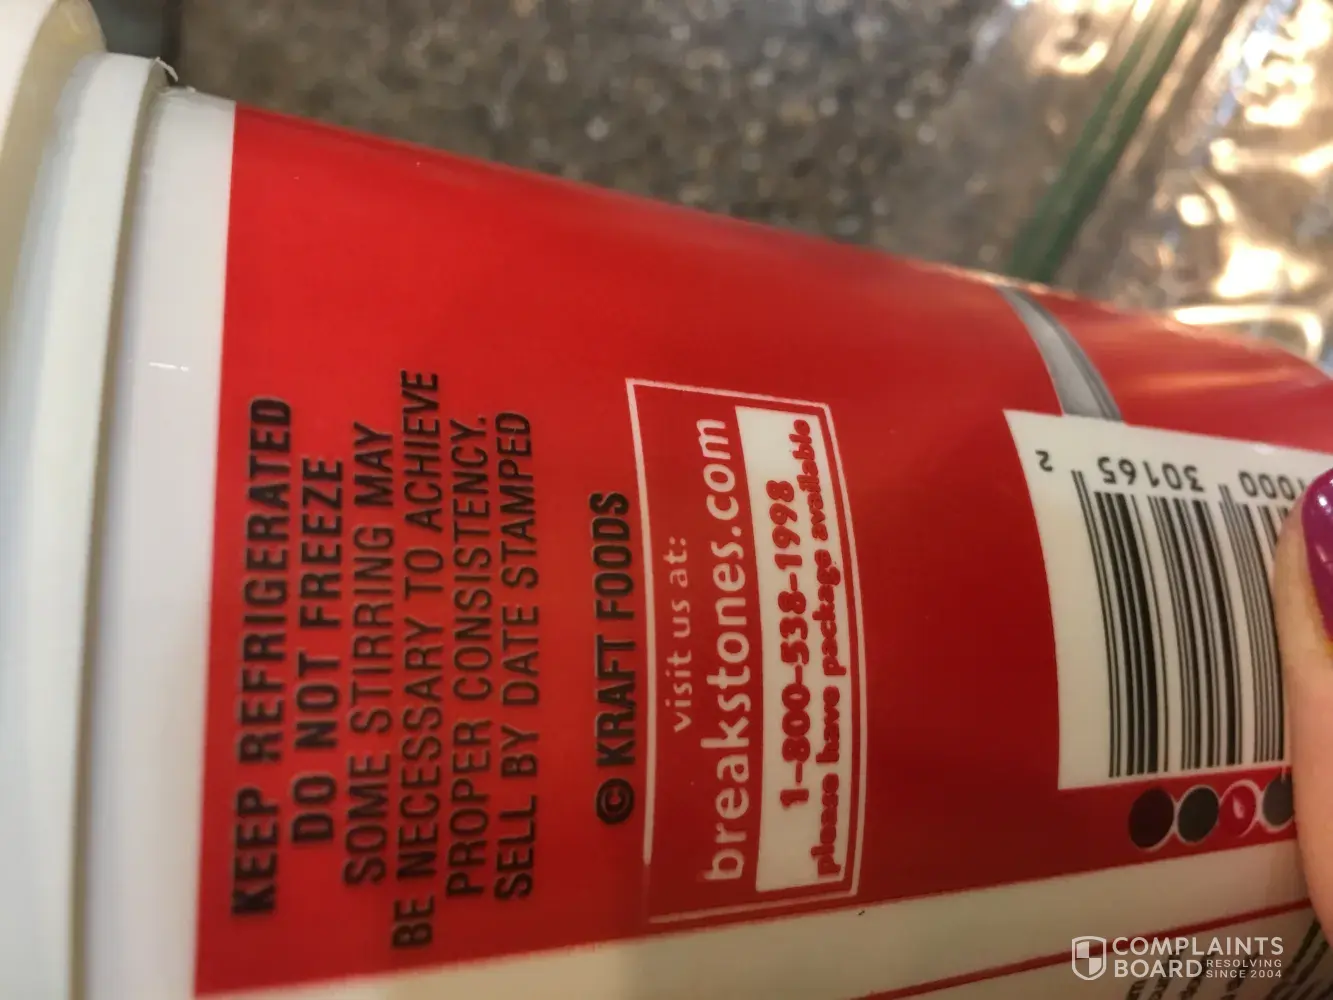 KEEP REFRIGERATED
DO NOT FREEZE
SOME STIRRING MAY
BE NECESSARY TO ACHIEVE
PROPER CONSISTENCY.
SELL BY DATE STAMPED
© KRAFT FOODS
visit us at:
breakstones.com
1-800-538-1998
please have package available
30165 2
COMPLAINTS
BOARD RESOLVING
SINCE 2004